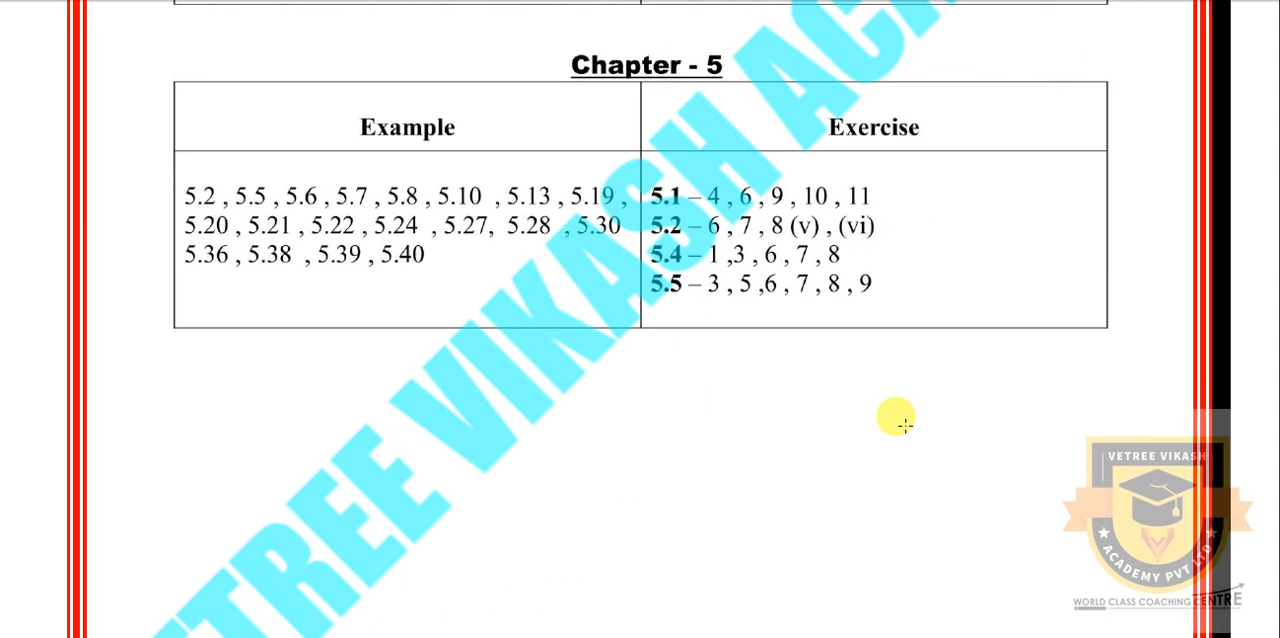 Chapter - 5
Example
Exercise
5.2 , 5.5 , 5.6 , 5.7 , 5.8 , 5.10 , 5.13 , 5.19 ,
5.20 , 5.21 , 5.22 , 5.24 , 5.27, 5.28 , 5.30
5.36 , 5.38 , 5.39 , 5.40
5.1 – 4 , 6 , 9 , 10 , 11
5.2 – 6 , 7 , 8 (v) , (vi)
5.4 – 1 ,3 , 6 , 7 , 8
5.5 – 3 , 5 ,6 , 7 , 8 , 9
TREE VIKASH AC
VETREE VIKASH
ACADEMY PVT LTD
WORLD CLASS COACHING CENTRE